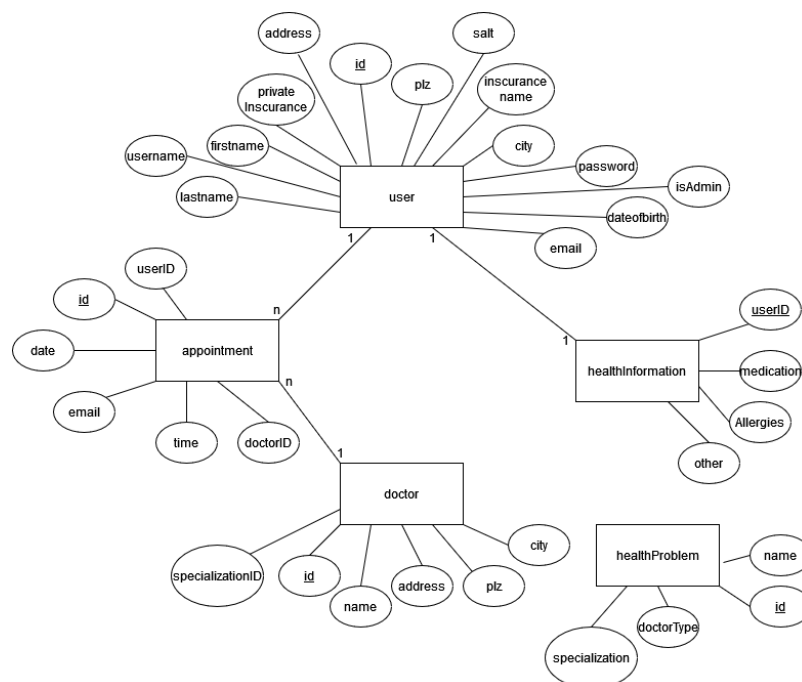 address
salt
id
plz
inscurance
name
private
Inscurance
firstname
city
username
password
isAdmin
lastname
user
dateofbirth
email
1
1
userID
id
n
date
appointment
n
email
time
doctorID
1
userID
healthInformation
medication
Allergies
other
1
doctor
city
specializationID
id
name
address
plz
healthProblem
name
id
doctorType
specialization